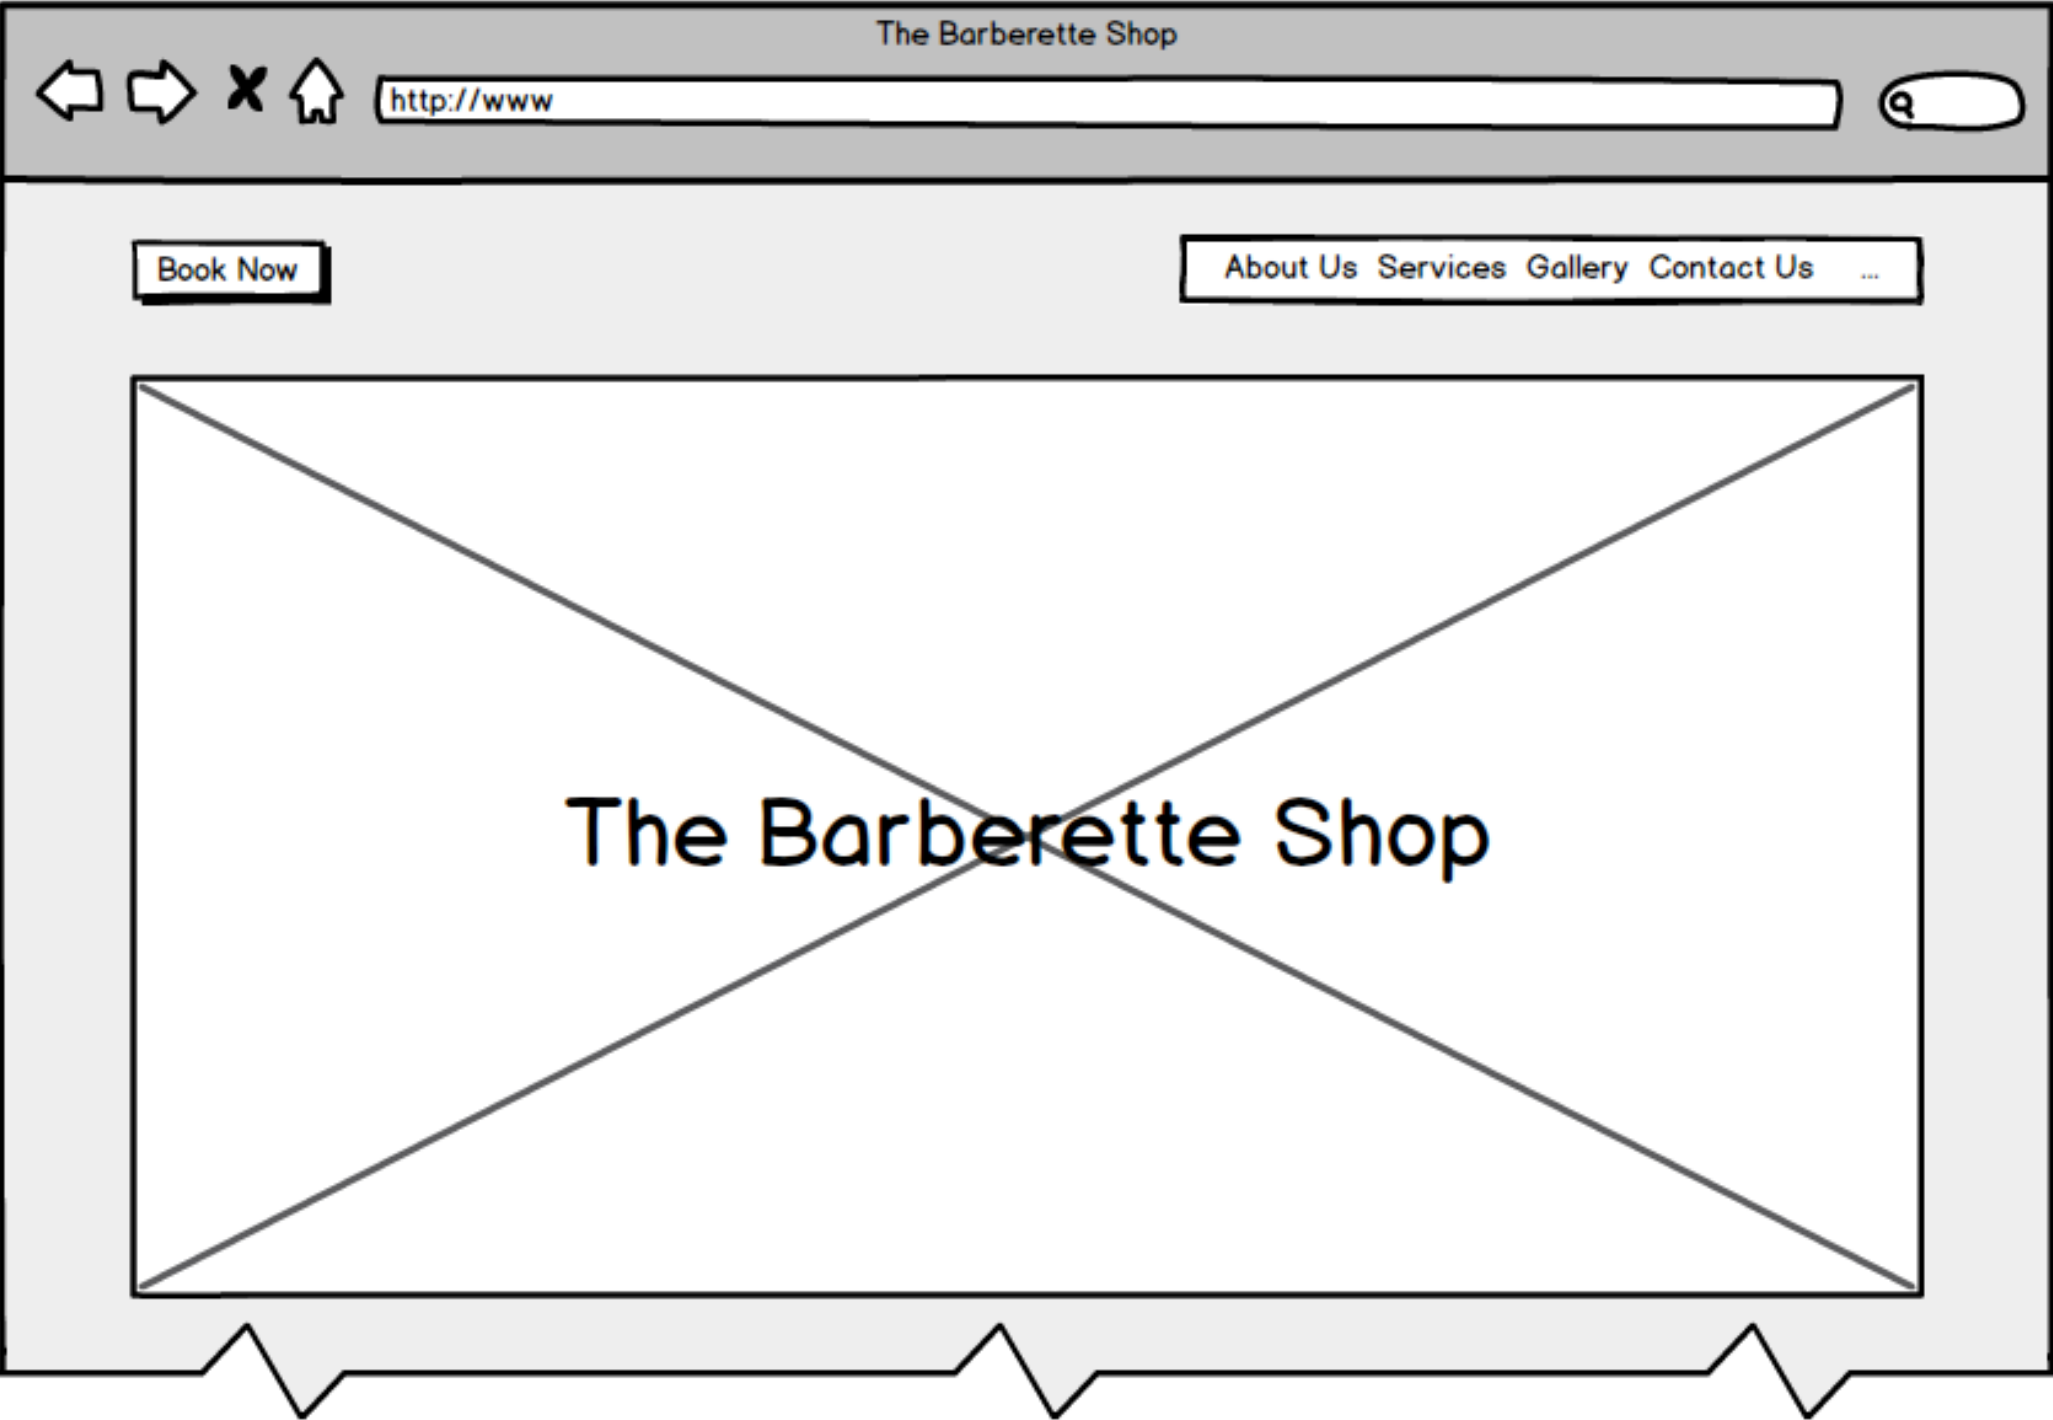 The Barberette Shop
http://www
Book Now
About Us Services Gallery Contact Us ...
The Barberette Shop